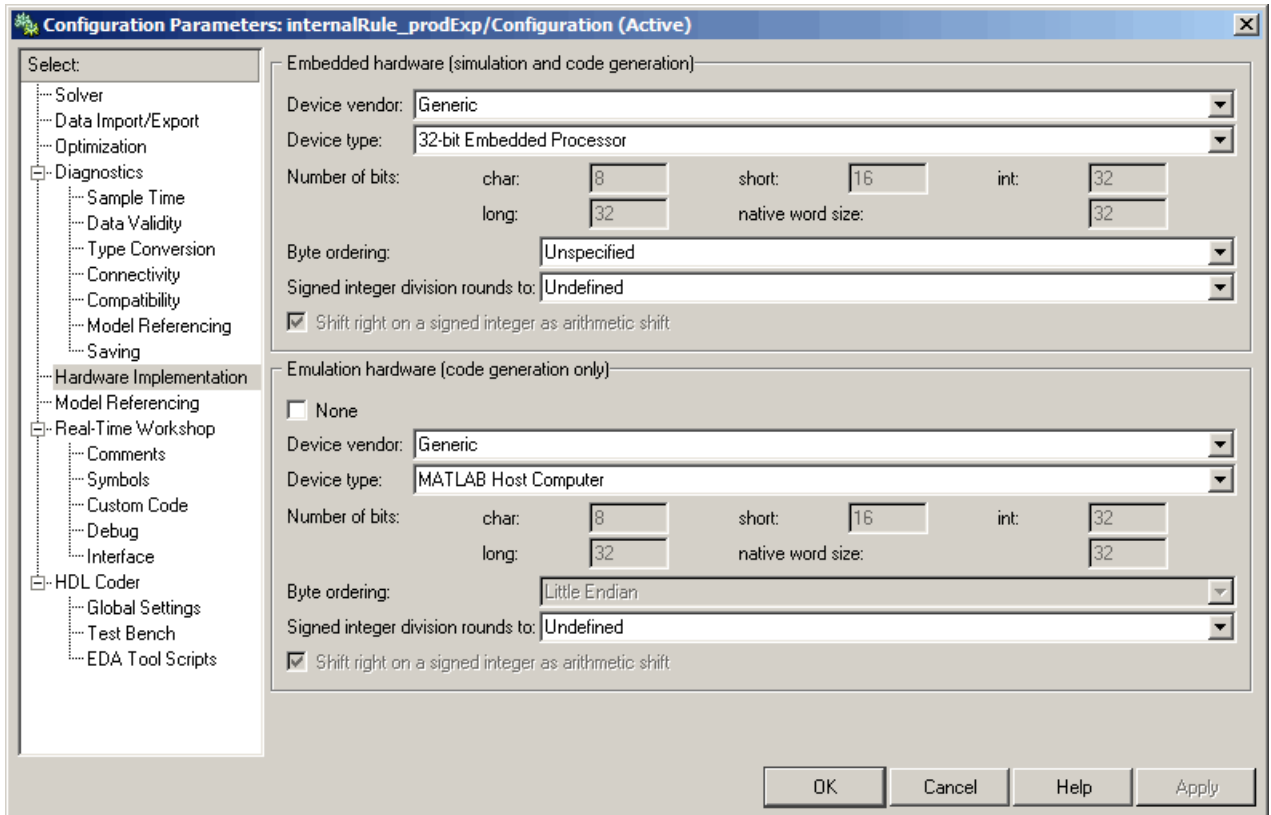 Configuration Parameters: internalRule_prodExp/Configuration (Active)
Select:
Solver
Data Import/Export
Optimization
Diagnostics
Sample Time
Data Validity
Type Conversion
Connectivity
Compatibility
Model Referencing
Saving
Hardware Implementation
Model Referencing
Real-Time Workshop
Comments
Symbols
Custom Code
Debug
Interface
HDL Coder
Global Settings
Test Bench
EDA Tool Scripts
Embedded hardware (simulation and code generation)
Device vendor: Generic
Device type: 32-bit Embedded Processor
Number of bits: char: 8 short: 16 int: 32
long: 32 native word size: 32
Byte ordering: Unspecified
Signed integer division rounds to: Undefined
Shift right on a signed integer as arithmetic shift
Emulation hardware (code generation only)
None
Device vendor: Generic
Device type: MATLAB Host Computer
Number of bits: char: 8 short: 16 int: 32
long: 32 native word size: 32
Byte ordering: Little Endian
Signed integer division rounds to: Undefined
Shift right on a signed integer as arithmetic shift
OK Cancel Help Apply